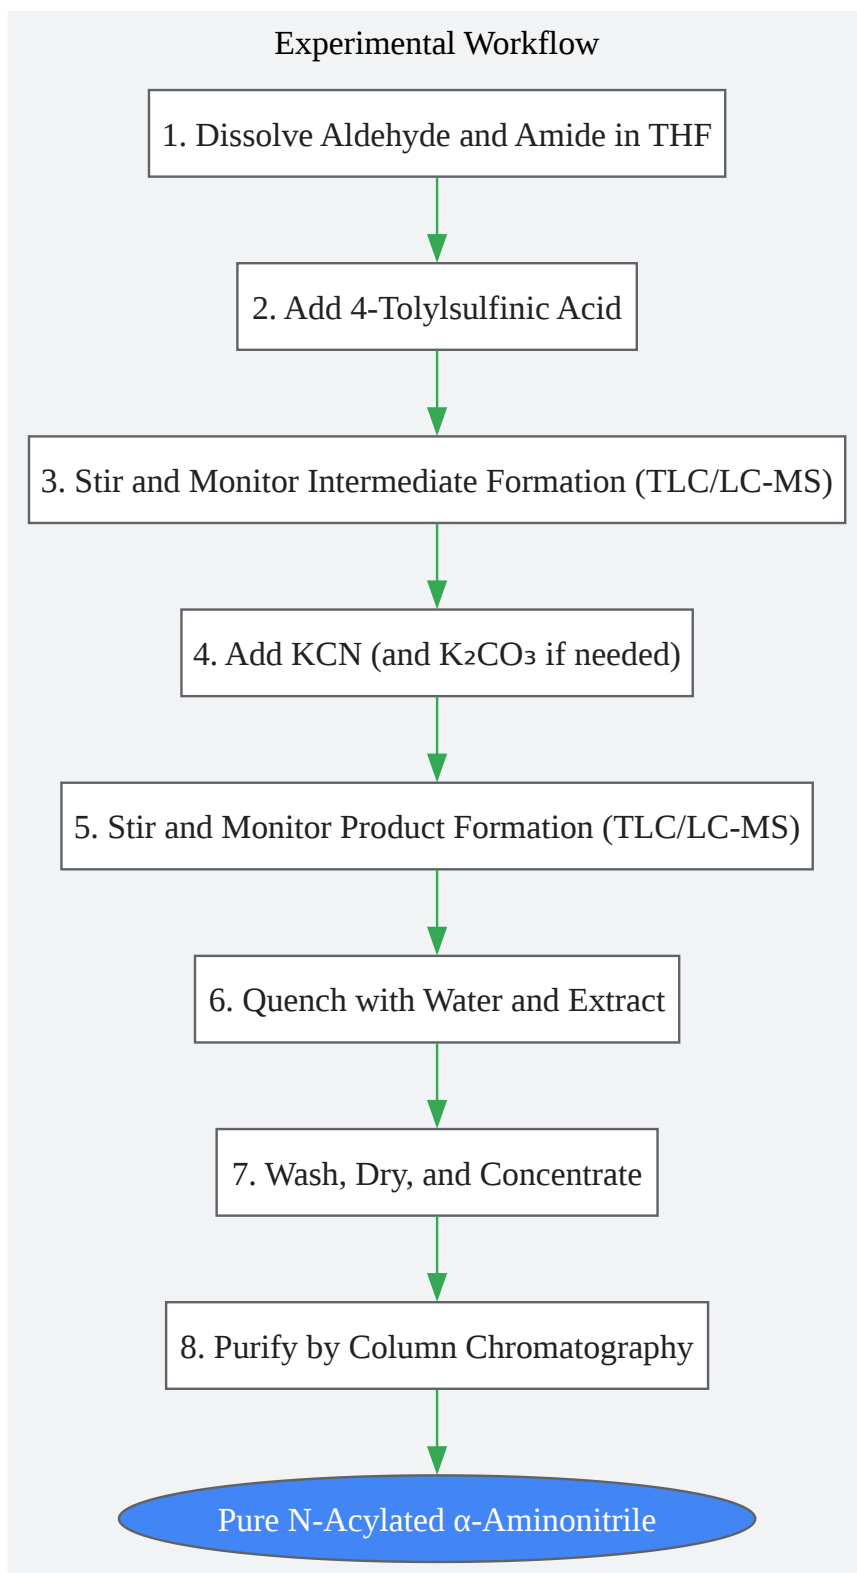 Experimental Workflow
1. Dissolve Aldehyde and Amide in THF
2. Add 4-Tolylsulfinic Acid
3. Stir and Monitor Intermediate Formation (TLC/LC-MS)
4. Add KCN (and K₂CO₃ if needed)
5. Stir and Monitor Product Formation (TLC/LC-MS)
6. Quench with Water and Extract
7. Wash, Dry, and Concentrate
8. Purify by Column Chromatography
Pure N-Acylated α-Aminonitrile